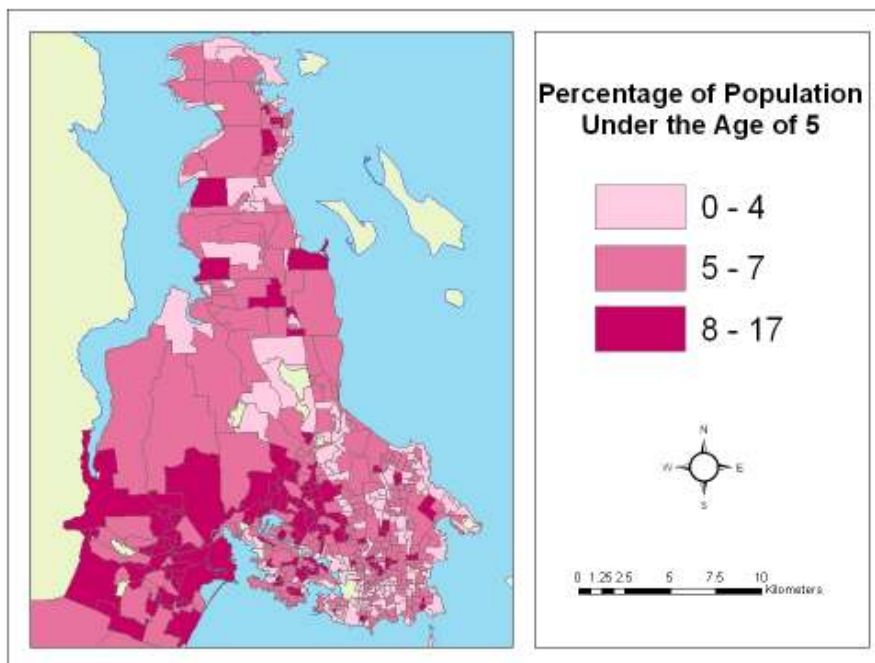 Percentage of Population
Under the Age of 5
0 - 4
5 - 7
8 - 17
N
W E
S
0 1.25 2.5 5 7.5 10
Kilometers